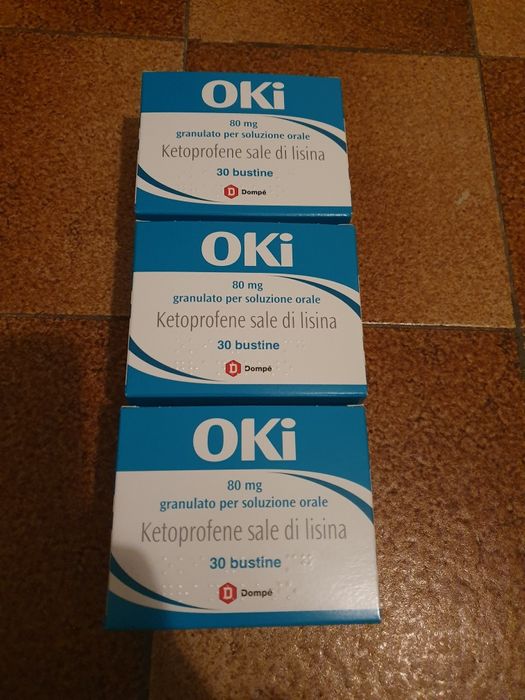 OKi
80 mg
granulato per soluzione orale
Ketoprofene sale di lisina
30 bustine
D Dompé
OKi
80 mg
granulato per soluzione orale
Ketoprofene sale di lisina
30 bustine
D Dompé
OKi
80 mg
granulato per soluzione orale
Ketoprofene sale di lisina
30 bustine
D Dompé